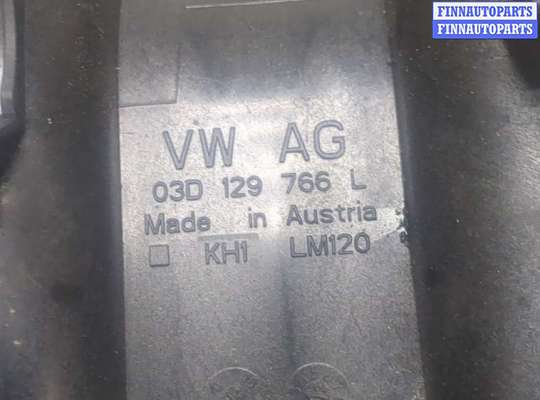 FINNAUTOPARTS
FINNAUTOPARTS
VW AG
03D 129 766 L
Made in Austria
KH1 LM120